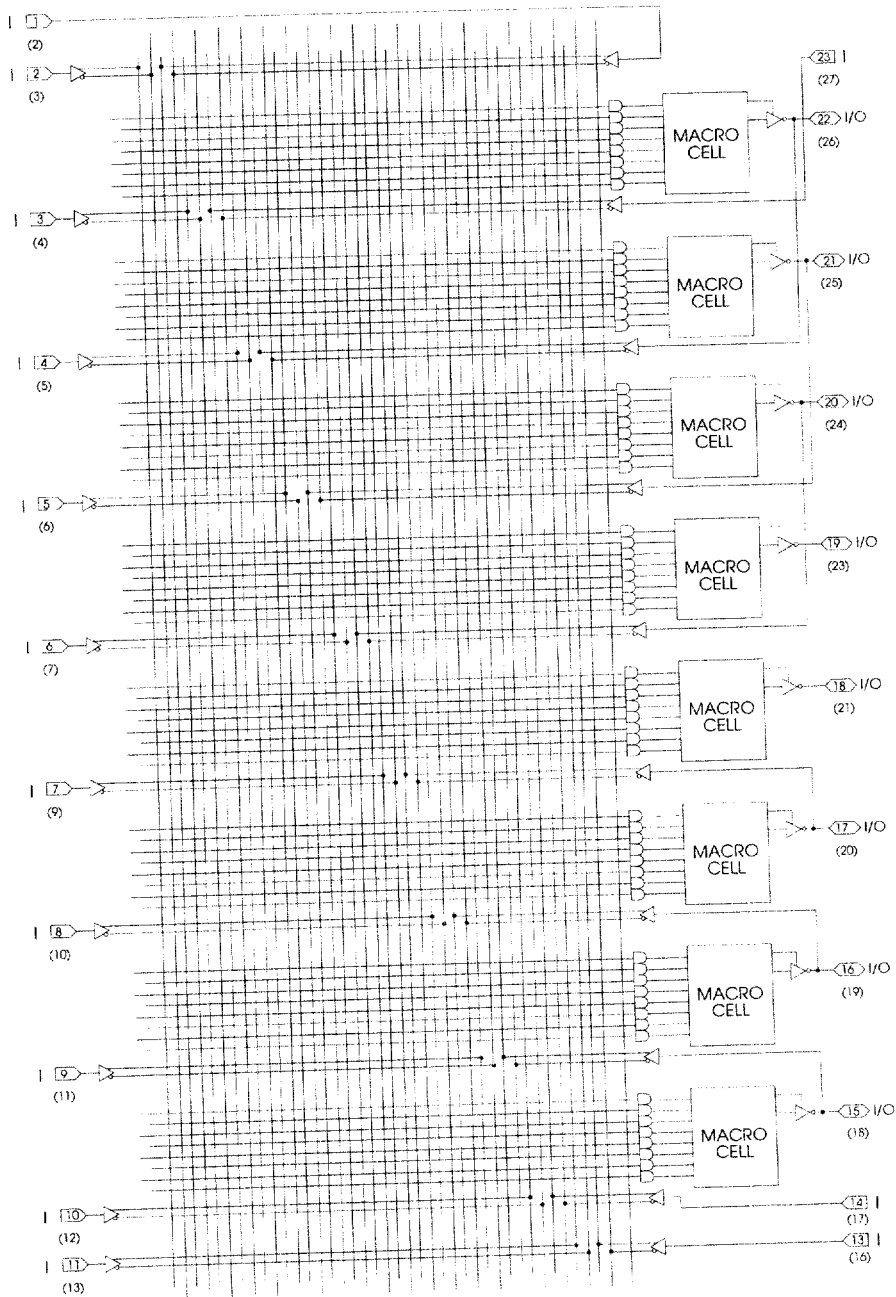 I 1
(2)
I 2
(3)
23 I
(27)
MACRO
CELL
22 I/O
(26)
I 3
(4)
MACRO
CELL
21 I/O
(25)
I 4
(5)
MACRO
CELL
20 I/O
(24)
I 5
(6)
MACRO
CELL
19 I/O
(23)
I 6
(7)
MACRO
CELL
18 I/O
(21)
I 7
(9)
MACRO
CELL
17 I/O
(20)
I 8
(10)
MACRO
CELL
16 I/O
(19)
I 9
(11)
MACRO
CELL
15 I/O
(18)
I 10
(12)
14 I
(17)
I 11
(13)
13 I
(16)